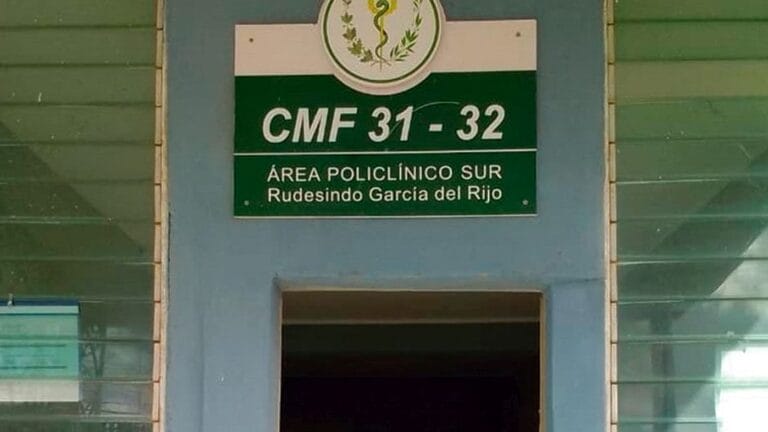 CMF 31 - 32
ÁREA POLICLÍNICO SUR
Rudesindo García del Rijo